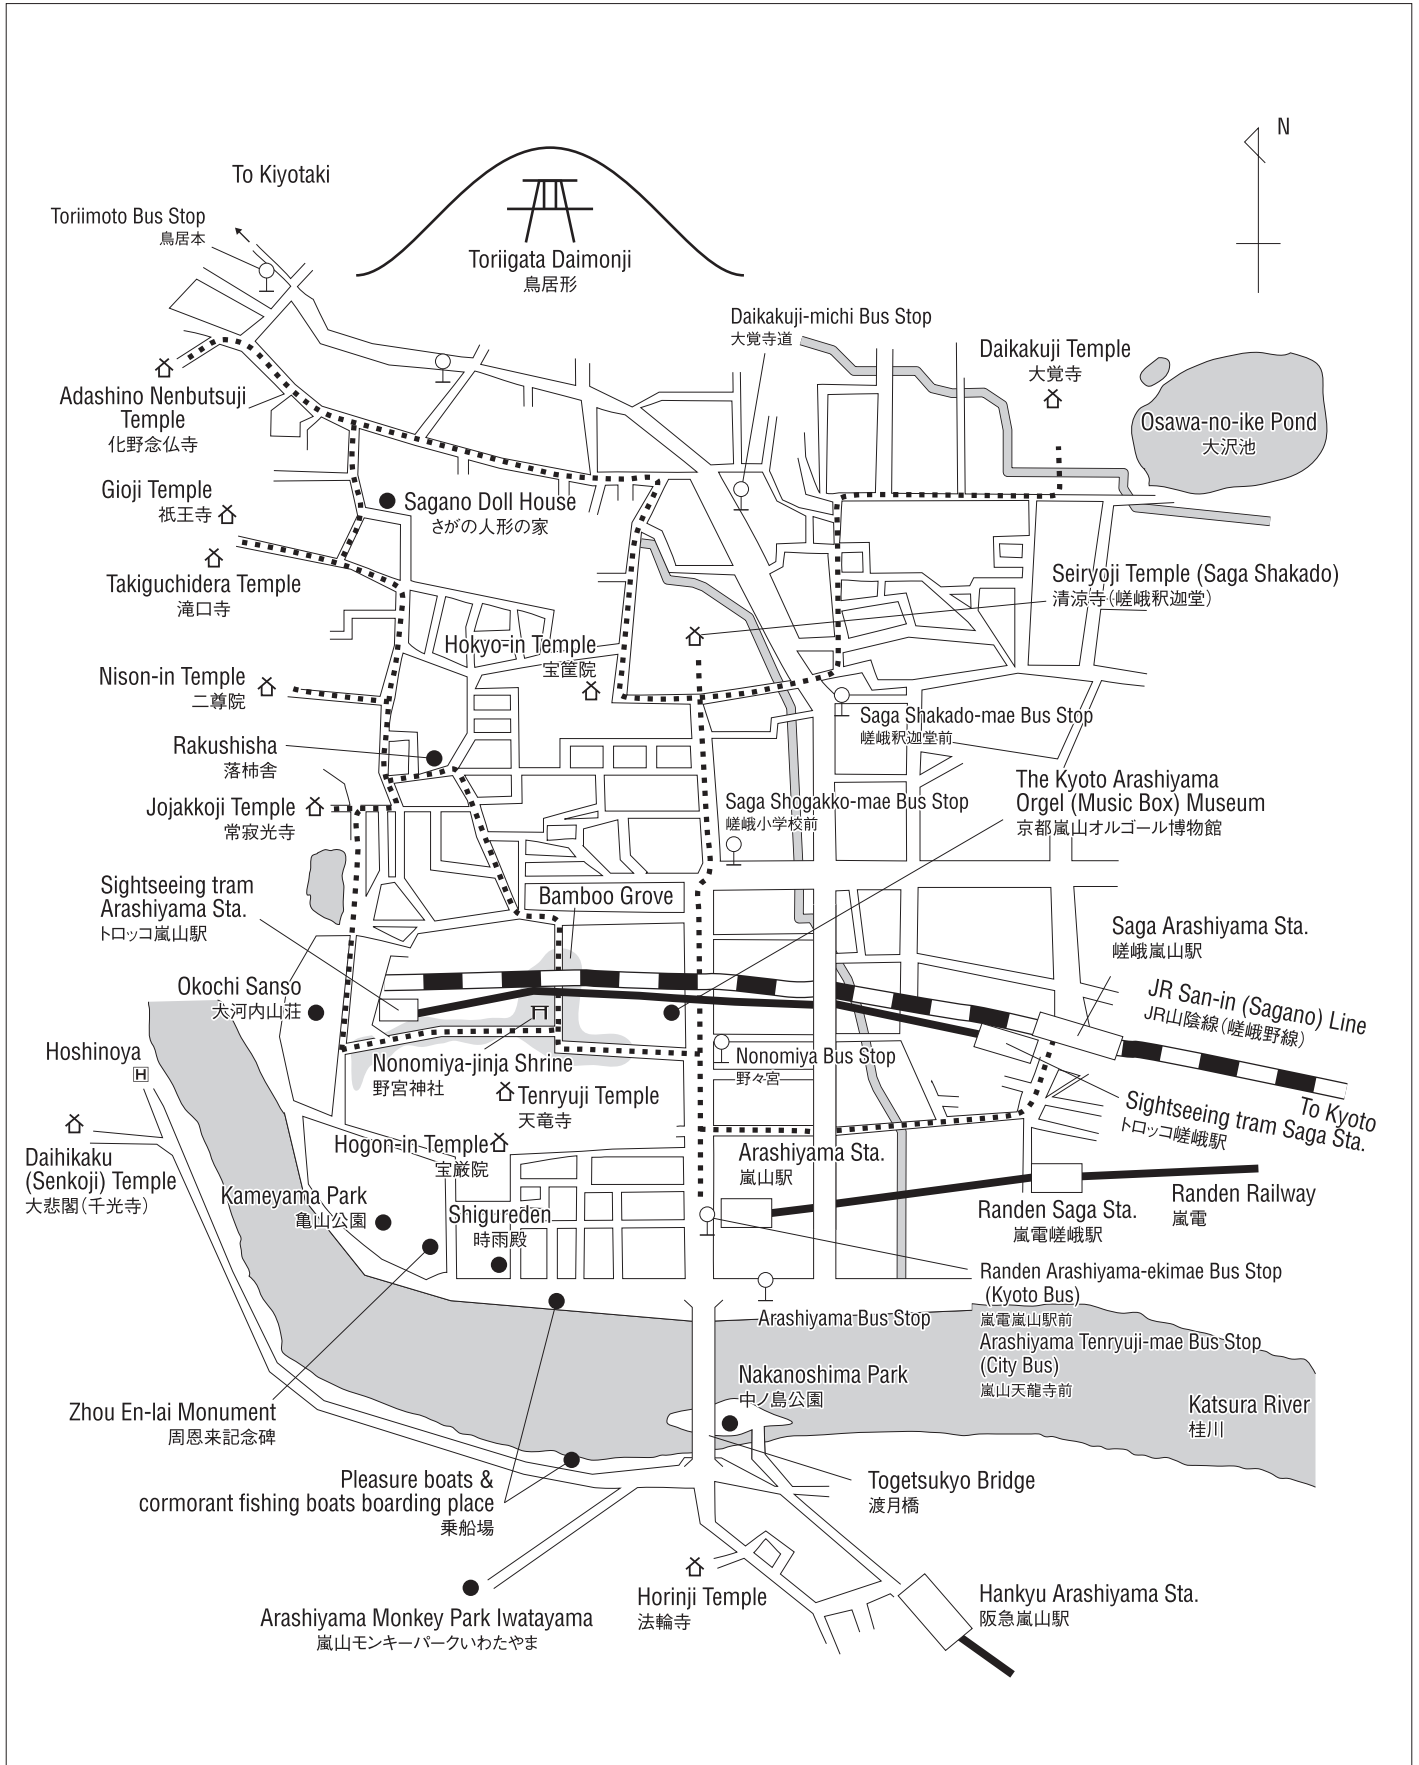 N
To Kiyotaki
Toriimoto Bus Stop
鳥居本
Toriigata Daimonji
鳥居形
Daikakuji-michi Bus Stop
大覚寺道
Daikakuji Temple
大覚寺
Osawa-no-ike Pond
大沢池
Adashino Nenbutsuji
Temple
化野念仏寺
Gioji Temple
祇王寺
Sagano Doll House
さがの人形の家
Takiguchidera Temple
滝口寺
Seiryoji Temple (Saga Shakado)
清涼寺(嵯峨釈迦堂)
Hokyo-in Temple
宝筐院
Nison-in Temple
二尊院
Saga Shakado-mae Bus Stop
嵯峨釈迦堂前
Rakushisha
落柿舎
The Kyoto Arashiyama
Orgel (Music Box) Museum
京都嵐山オルゴール博物館
Jojakkoji Temple
常寂光寺
Saga Shogakko-mae Bus Stop
嵯峨小学校前
Sightseeing tram
Arashiyama Sta.
トロッコ嵐山駅
Bamboo Grove
Saga Arashiyama Sta.
嵯峨嵐山駅
Okochi Sanso
大河内山荘
JR San-in (Sagano) Line
JR山陰線(嵯峨野線)
Hoshinoya
H
Nonomiya-jinja Shrine
野宮神社
Nonomiya Bus Stop
野々宮
To Kyoto
Sightseeing tram Saga Sta.
トロッコ嵯峨駅
Tenryuji Temple
天竜寺
Daihikaku
(Senkoji) Temple
大悲閣(千光寺)
Hogon-in Temple
宝厳院
Arashiyama Sta.
嵐山駅
Kameyama Park
亀山公園
Shigureden
時雨殿
Randen Saga Sta.
嵐電嵯峨駅
Randen Railway
嵐電
Randen Arashiyama-ekimae Bus Stop
(Kyoto Bus)
嵐電嵐山駅前
Arashiyama Bus Stop
Arashiyama Tenryuji-mae Bus Stop
(City Bus)
嵐山天龍寺前
Nakanoshima Park
中ノ島公園
Katsura River
桂川
Zhou En-lai Monument
周恩来記念碑
Pleasure boats &
cormorant fishing boats boarding place
乗船場
Togetsukyo Bridge
渡月橋
Horinji Temple
法輪寺
Hankyu Arashiyama Sta.
阪急嵐山駅
Arashiyama Monkey Park Iwatayama
嵐山モンキーパークいわたやま